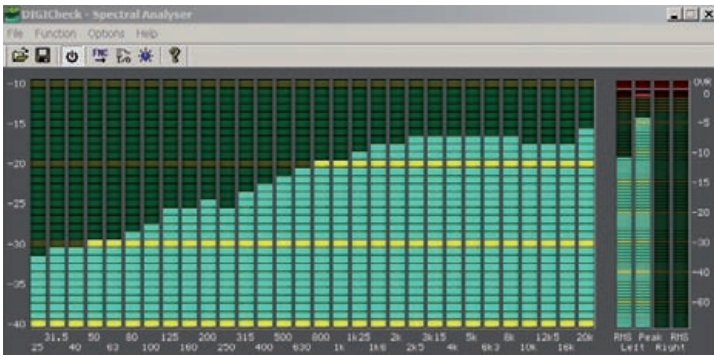 DIGICheck - Spectral Analyser
File Function Options Help
FNC I/O
-10 OVR
0
-15 -5
-20 -10
-25 -15
-30 -20
-30
-35 -40
-60
-40
31.5 50 80 125 200 315 500 800 1k25 2k 3k15 5k 8k 12k5 20k RMS Peak RMS
25 40 63 100 160 250 400 630 1k 1k6 2k5 4k 6k3 10k 16k Left Right